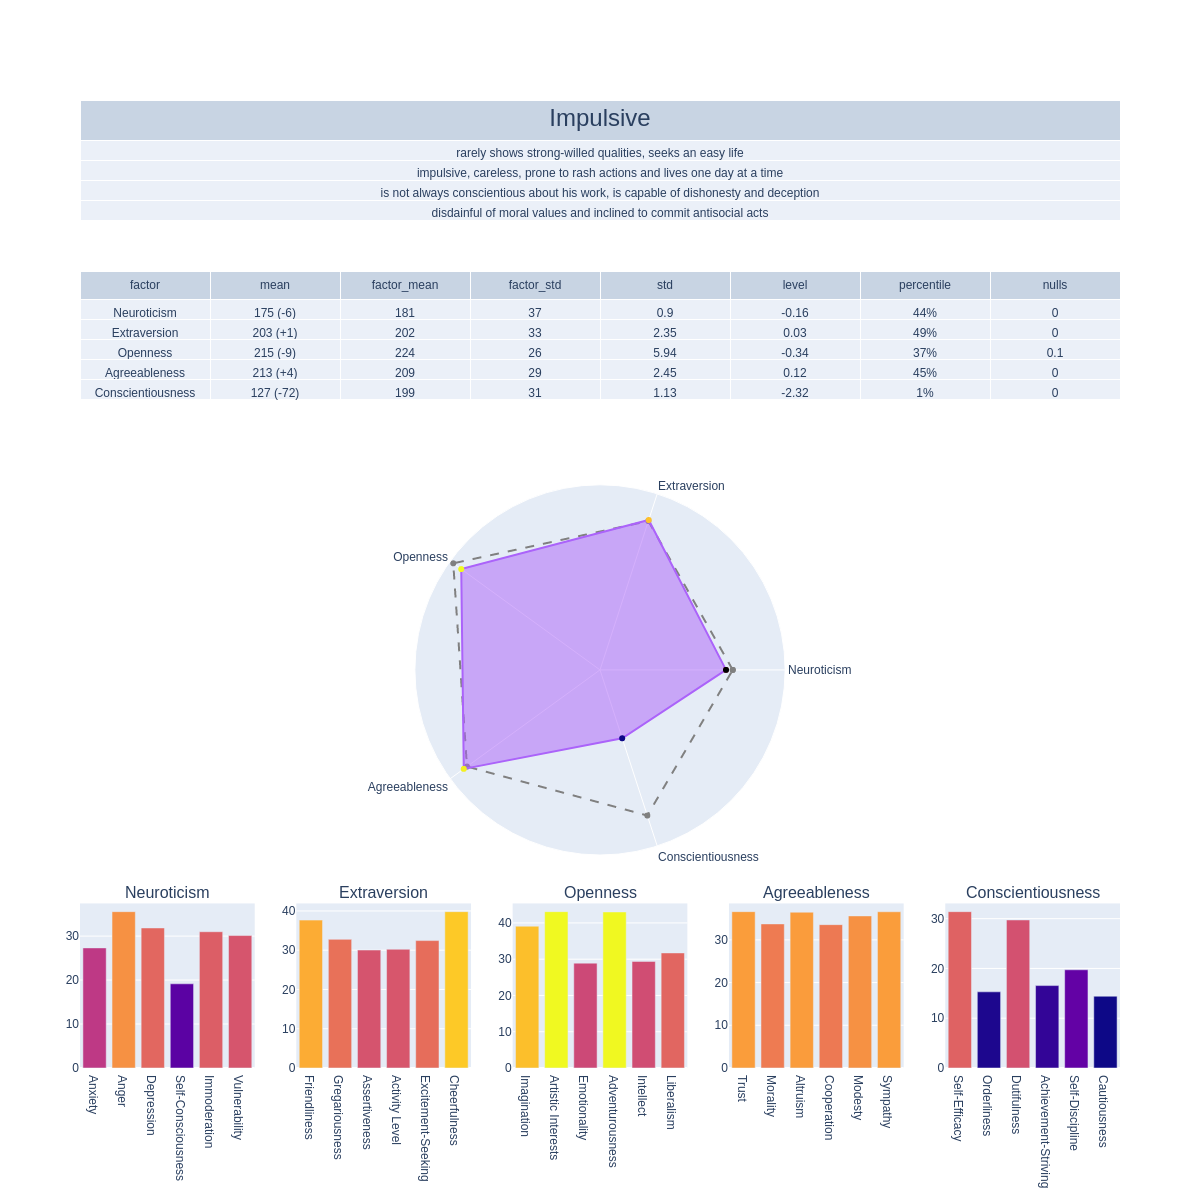 Impulsive
rarely shows strong-willed qualities, seeks an easy life
impulsive, careless, prone to rash actions and lives one day at a time
is not always conscientious about his work, is capable of dishonesty and deception
disdainful of moral values and inclined to commit antisocial acts
factor mean factor_mean factor_std std level percentile nulls
Neuroticism 175 (-6) 181 37 0.9 -0.16 44% 0
Extraversion 203 (+1) 202 33 2.35 0.03 49% 0
Openness 215 (-9) 224 26 5.94 -0.34 37% 0.1
Agreeableness 213 (+4) 209 29 2.45 0.12 45% 0
Conscientiousness 127 (-72) 199 31 1.13 -2.32 1% 0
Extraversion
Openness
Neuroticism
Agreeableness
Conscientiousness
Neuroticism
30
20
10
0
Anxiety
Anger
Depression
Self-Consciousness
Immoderation
Vulnerability
Extraversion
40
30
20
10
0
Friendliness
Gregariousness
Assertiveness
Activity Level
Excitement-Seeking
Cheerfulness
Openness
40
30
20
10
0
Imagination
Artistic Interests
Emotionality
Adventurousness
Intellect
Liberalism
Agreeableness
30
20
10
0
Trust
Morality
Altruism
Cooperation
Modesty
Sympathy
Conscientiousness
30
20
10
0
Self-Efficacy
Orderliness
Dutifulness
Achievement-Striving
Self-Discipline
Cautiousness